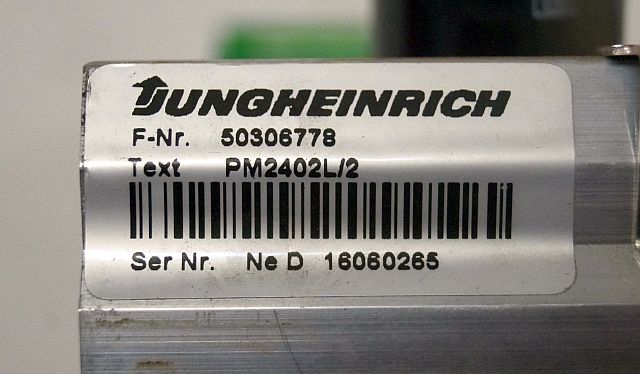 JUNGHEINRICH
F-Nr. 50306778
Text PM2402L/2
Ser Nr. Ne D 16060265